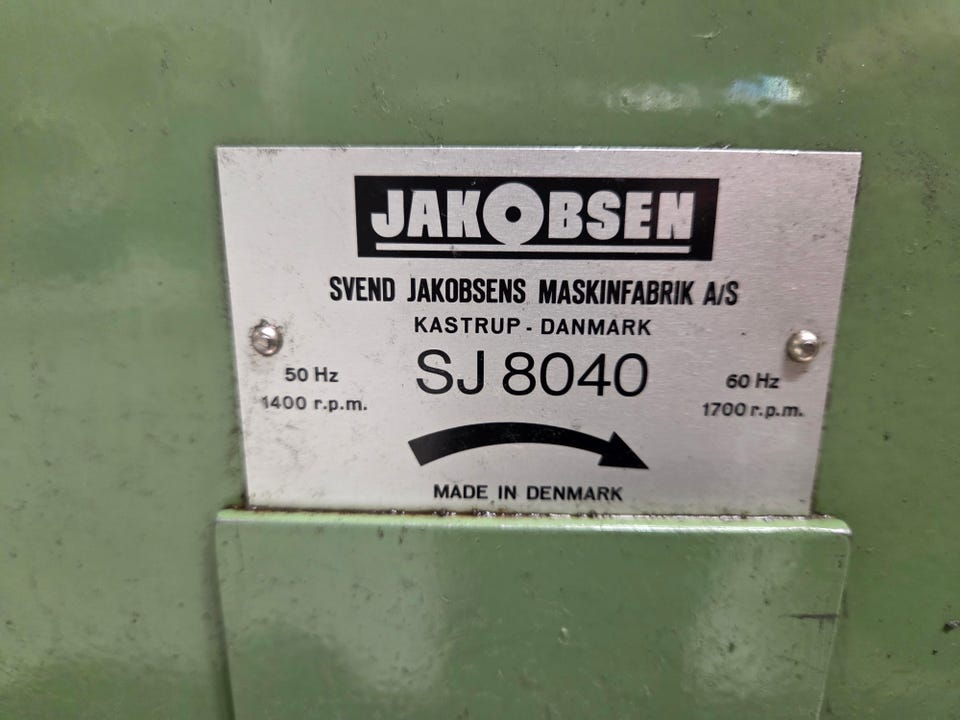 JAKOBSEN
SVEND JAKOBSENS MASKINFABRIK A/S
KASTRUP - DANMARK
SJ 8040
50 Hz
1400 r.p.m.
60 Hz
1700 r.p.m.
MADE IN DENMARK